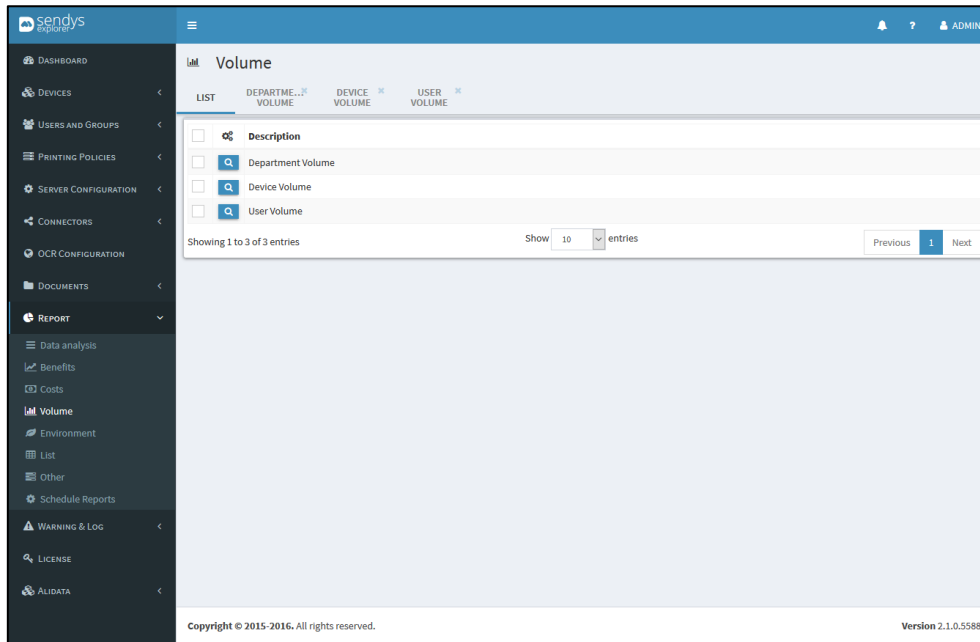 sendys
explorer
ADMIN
DASHBOARD
DEVICES
USERS AND GROUPS
PRINTING POLICIES
SERVER CONFIGURATION
CONNECTORS
OCR CONFIGURATION
DOCUMENTS
REPORT
Data analysis
Benefits
Costs
Volume
Environment
List
Other
Schedule Reports
WARNING & LOG
LICENSE
ALIDATA
Volume
LIST
DEPARTME...
VOLUME
DEVICE
VOLUME
USER
VOLUME
Description
Department Volume
Device Volume
User Volume
Showing 1 to 3 of 3 entries
Show 10 entries
Previous 1 Next
Copyright © 2015-2016. All rights reserved.
Version 2.1.0.5588